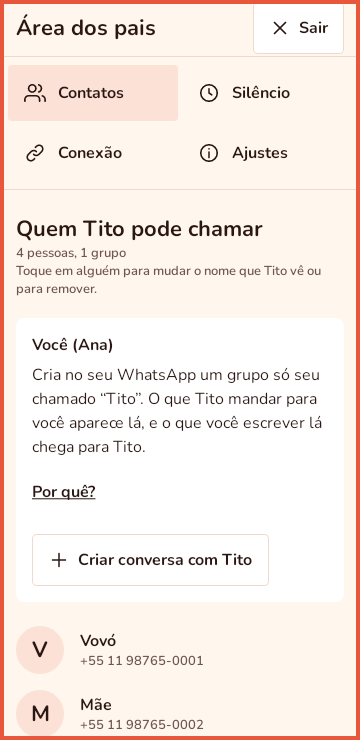 Área dos pais
Sair
Contatos
Silêncio
Conexão
Ajustes
Quem Tito pode chamar
4 pessoas, 1 grupo
Toque em alguém para mudar o nome que Tito vê ou
para remover.
Você (Ana)
Cria no seu WhatsApp um grupo só seu
chamado “Tito”. O que Tito mandar para
você aparece lá, e o que você escrever lá
chega para Tito.
Por quê?
Criar conversa com Tito
V
Vovó
+55 11 98765-0001
M
Mãe
+55 11 98765-0002